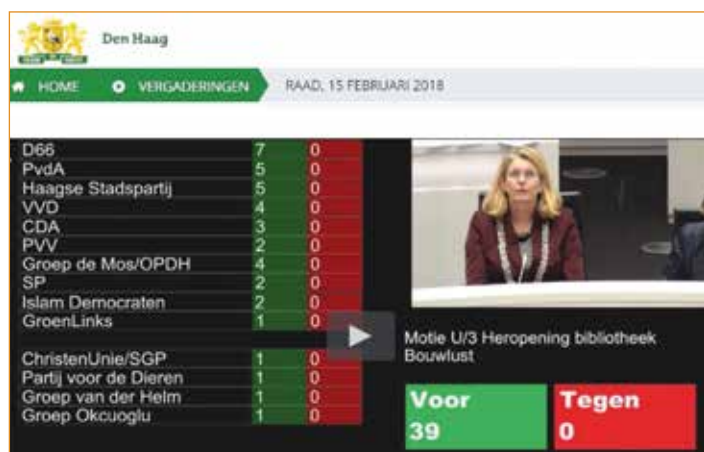 Den Haag
HOME VERGADERINGEN RAAD, 15 FEBRUARI 2018
D66 7 0
PvdA 5 0
Haagse Stadspartij 5 0
VVD 4 0
CDA 3 0
PVV 2 0
Groep de Mos/OPDH 4 0
SP 2 0
Islam Democraten 2 0
GroenLinks 1 0
ChristenUnie/SGP 1 0
Partij voor de Dieren 1 0
Groep van der Helm 1 0
Groep Okcuoglu 1 0
Motie U/3 Heropening bibliotheek
Bouwlust
Voor Tegen
39 0